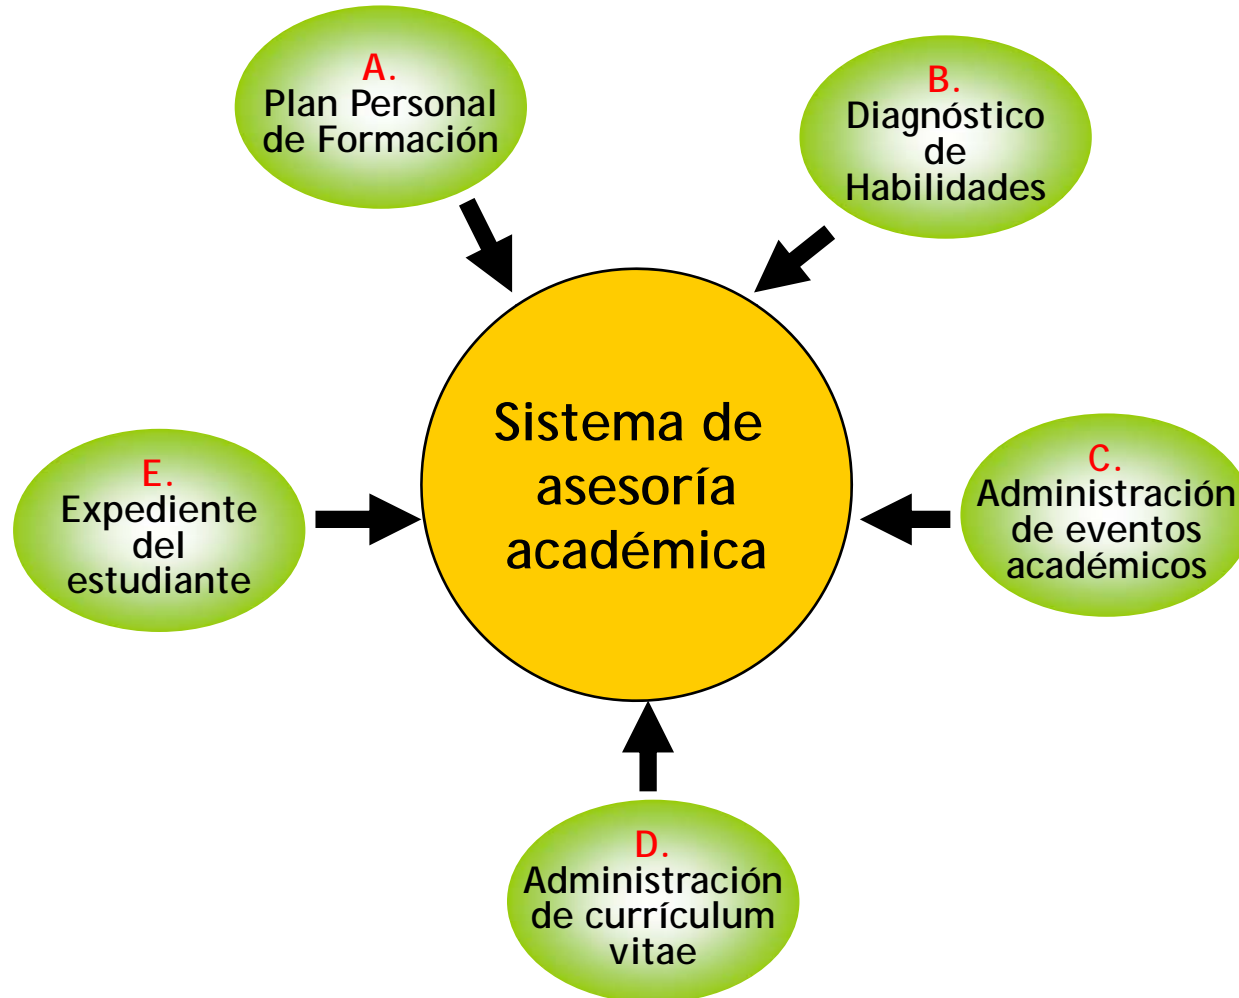 A.
Plan Personal
de Formación
B.
Diagnóstico
de
Habilidades
Sistema de
asesoría
académica
C.
Administración
de eventos
académicos
D.
Administración
de currículum
vitae
E.
Expediente
del
estudiante